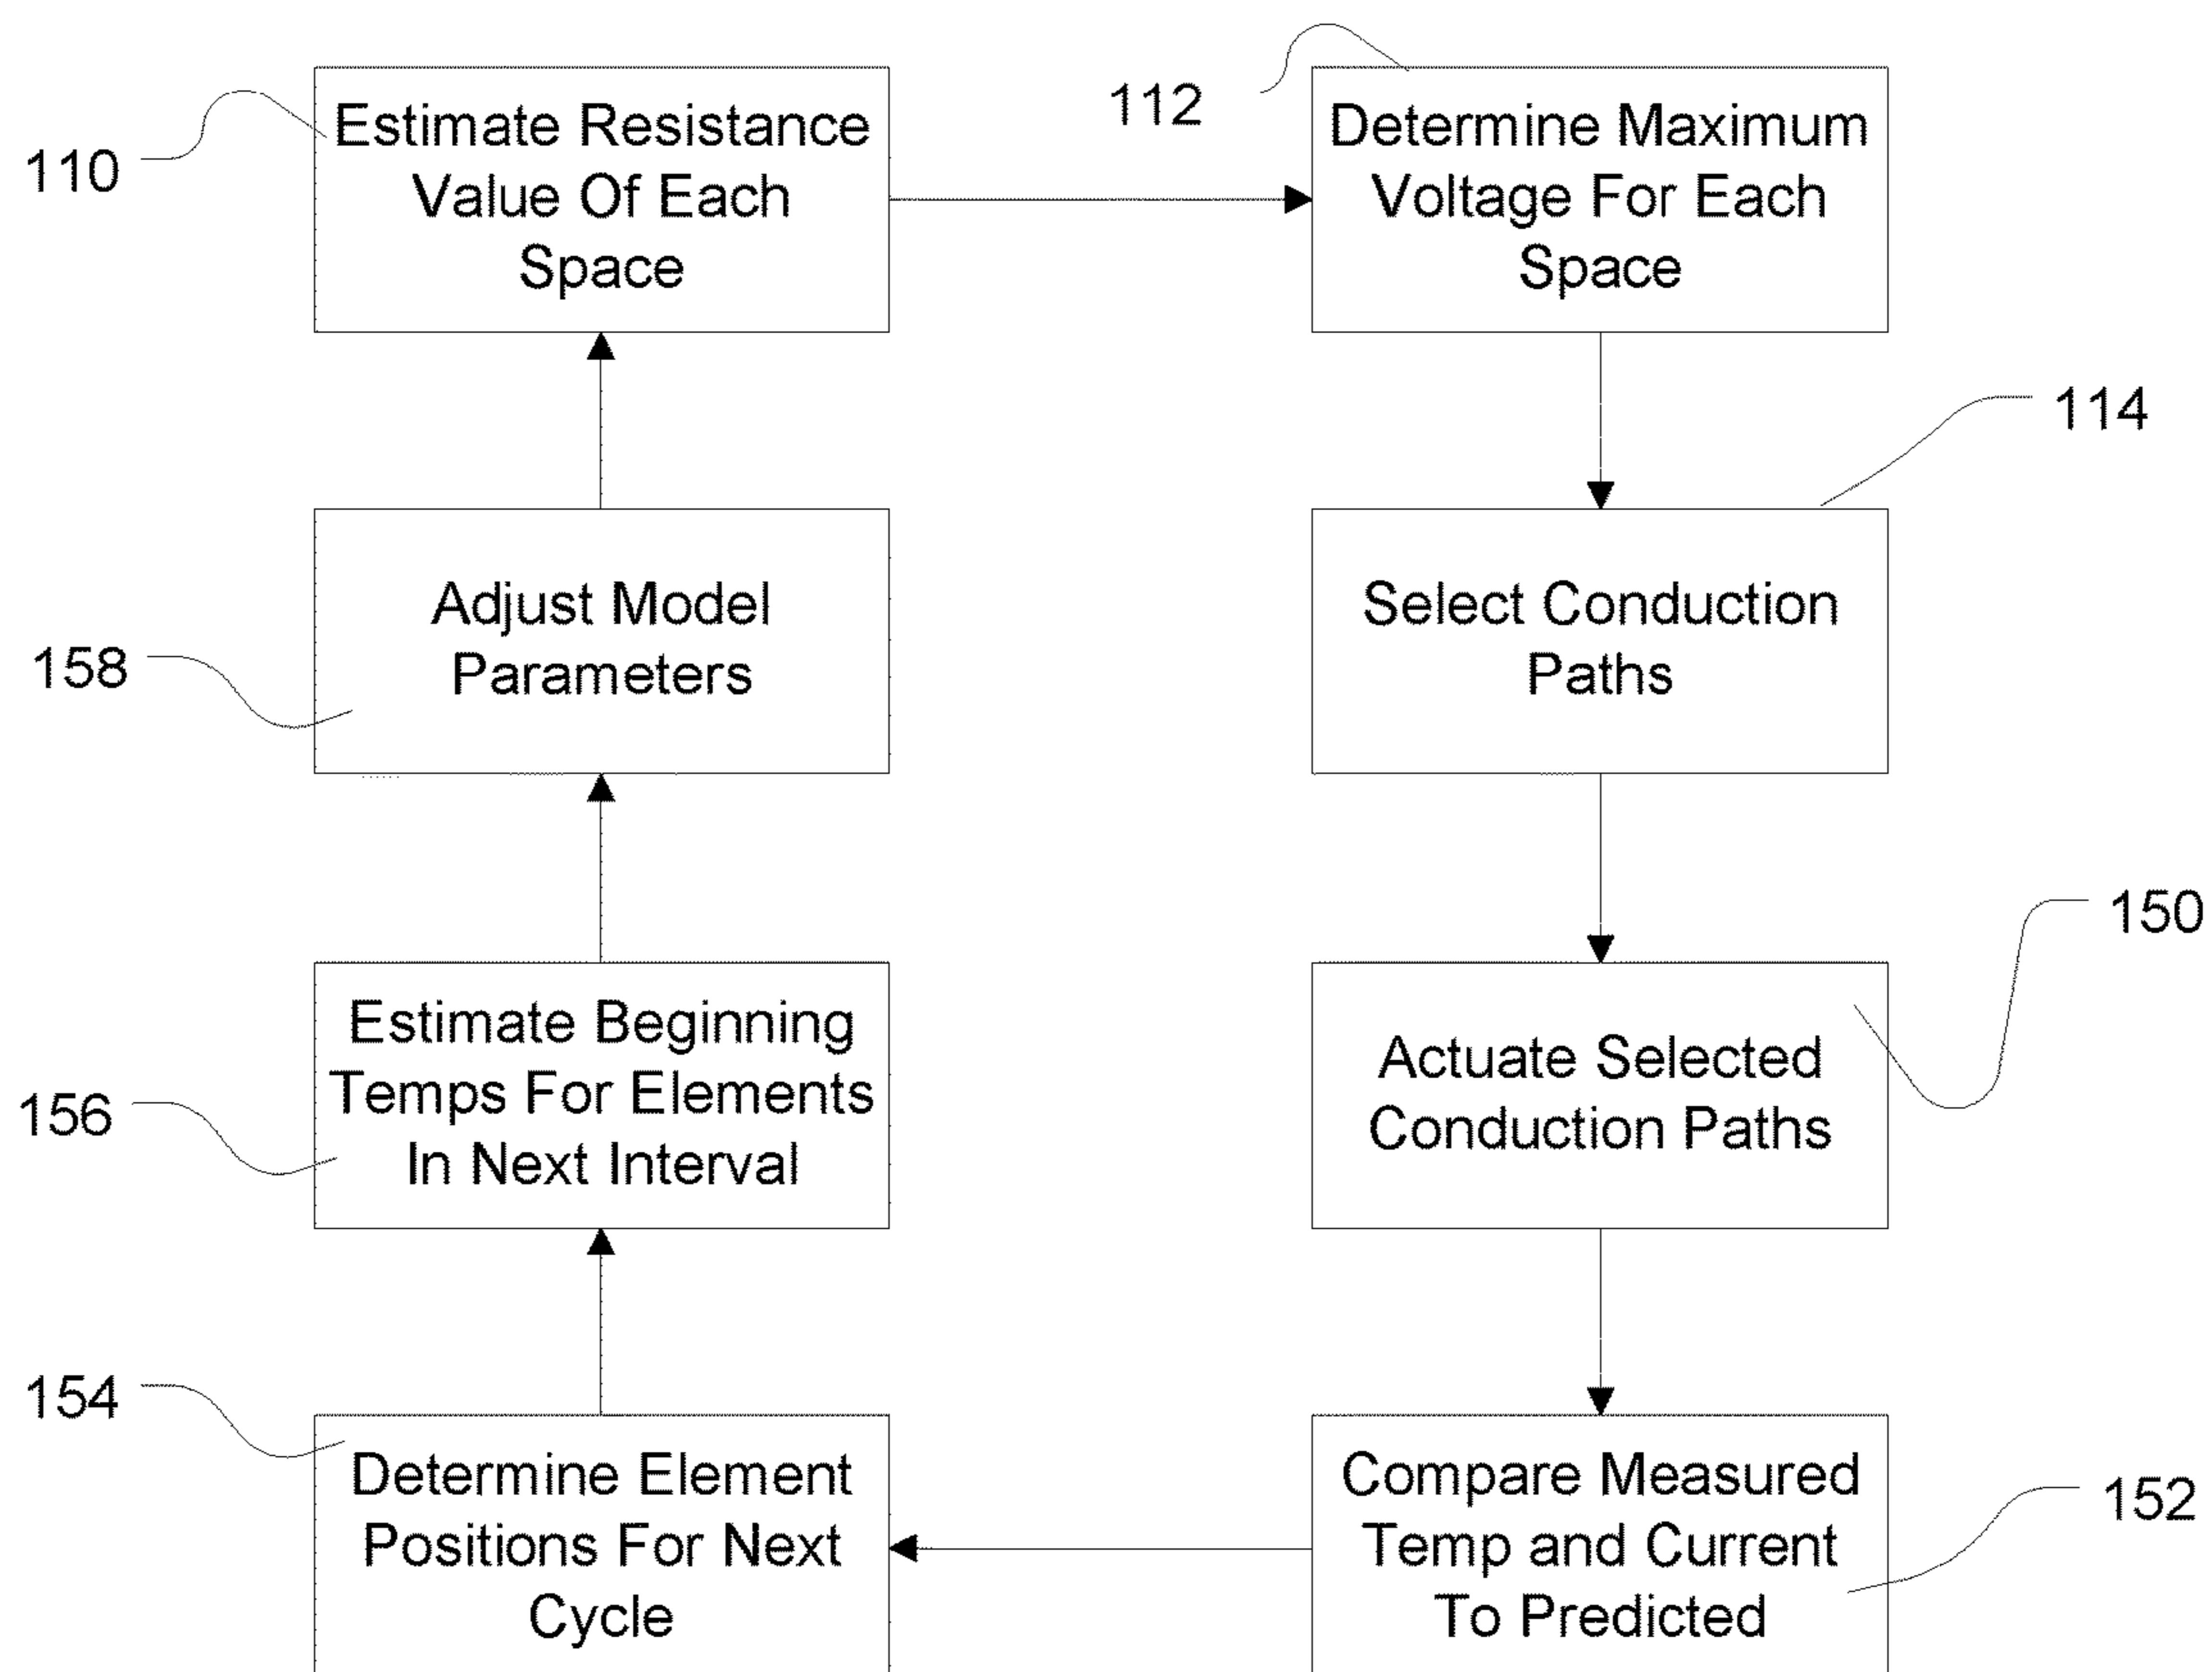 110
Estimate Resistance
Value Of Each
Space
112
Determine Maximum
Voltage For Each
Space
114
158
Adjust Model
Parameters
Select Conduction
Paths
150
156
Estimate Beginning
Temps For Elements
In Next Interval
Actuate Selected
Conduction Paths
154
Determine Element
Positions For Next
Cycle
Compare Measured
Temp and Current
To Predicted
152